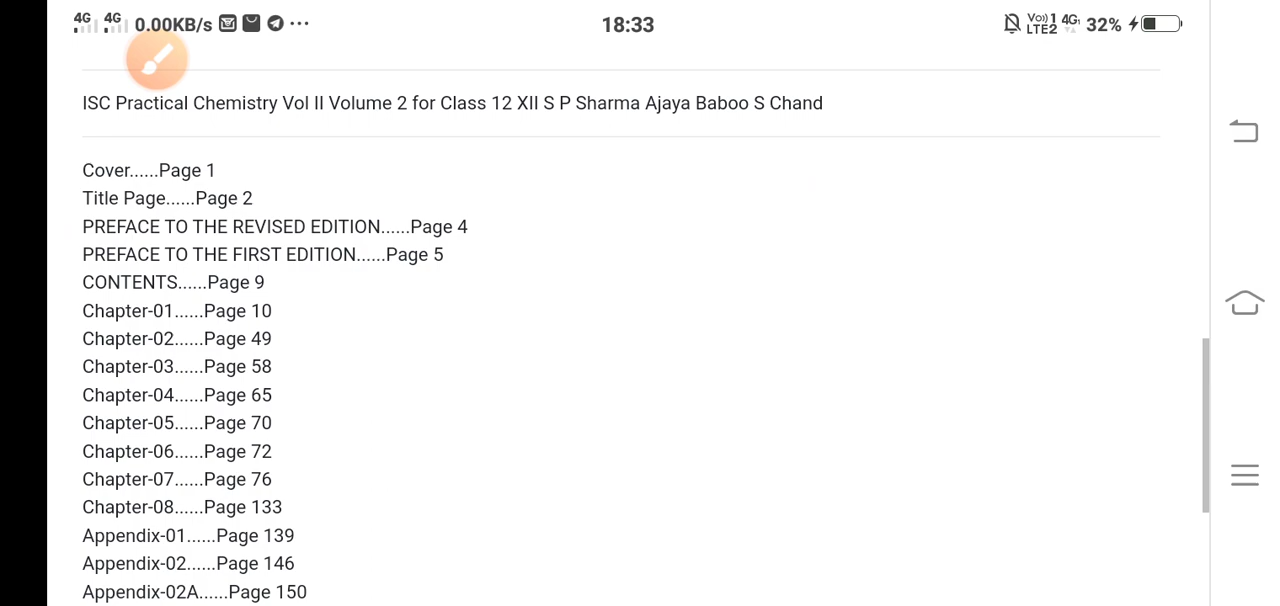 4G 4G 0.00KB/s ... 18:33 Vo)) 1 4G 32%
LTE2
ISC Practical Chemistry Vol II Volume 2 for Class 12 XII S P Sharma Ajaya Baboo S Chand
Cover......Page 1
Title Page......Page 2
PREFACE TO THE REVISED EDITION......Page 4
PREFACE TO THE FIRST EDITION......Page 5
CONTENTS......Page 9
Chapter-01......Page 10
Chapter-02......Page 49
Chapter-03......Page 58
Chapter-04......Page 65
Chapter-05......Page 70
Chapter-06......Page 72
Chapter-07......Page 76
Chapter-08......Page 133
Appendix-01......Page 139
Appendix-02......Page 146
Appendix-02A......Page 150